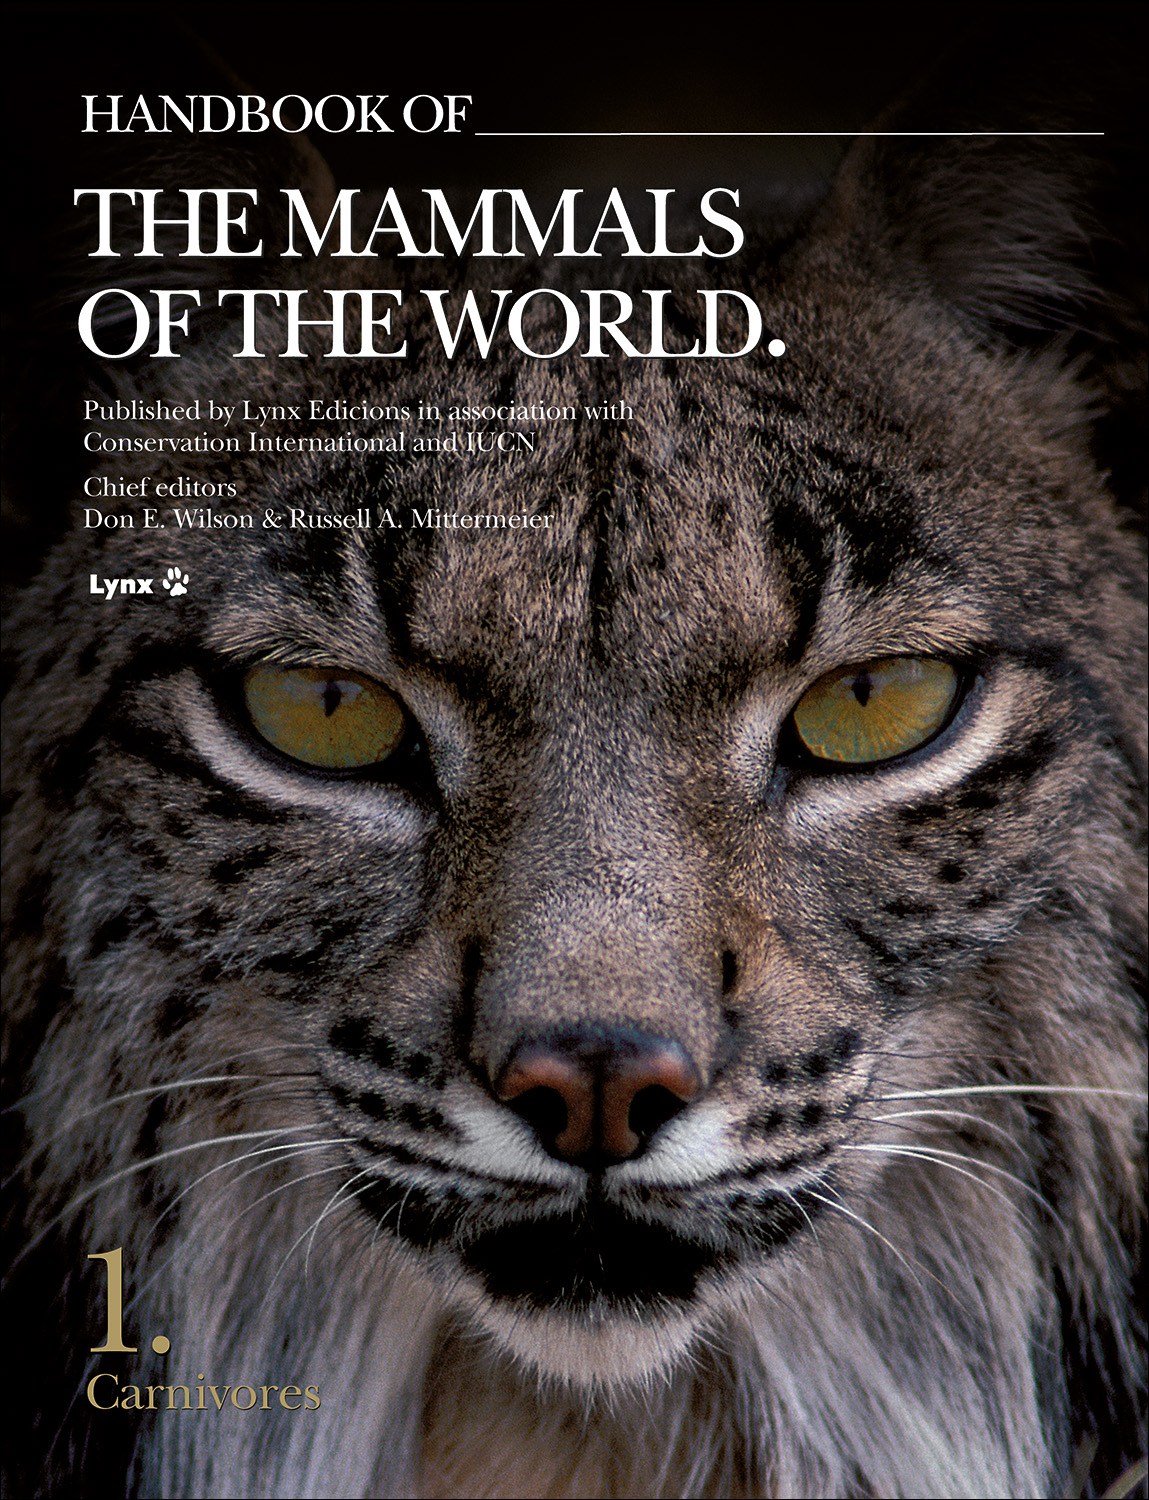 HANDBOOK OF
THE MAMMALS
OF THE WORLD.
Published by Lynx Edicions in association with
Conservation International and IUCN
Chief editors
Don E. Wilson & Russell A. Mittermeier
Lynx
1.
Carnivores